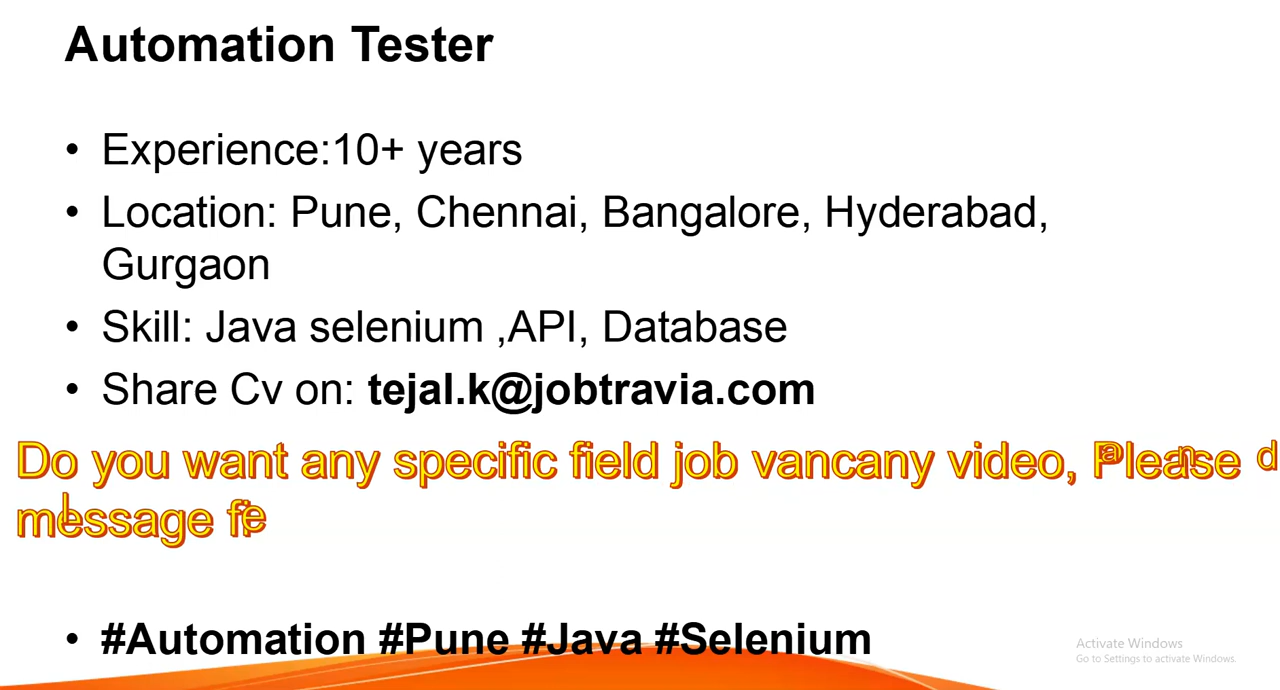 Automation Tester
• Experience:10+ years
• Location: Pune, Chennai, Bangalore, Hyderabad,
Gurgaon
• Skill: Java selenium ,API, Database
• Share Cv on: tejal.k@jobtravia.com
Do you want any specific field job vancany video, Please
message
• #Automation #Pune #Java #Selenium
Activate Windows
Go to Settings to activate Windows.